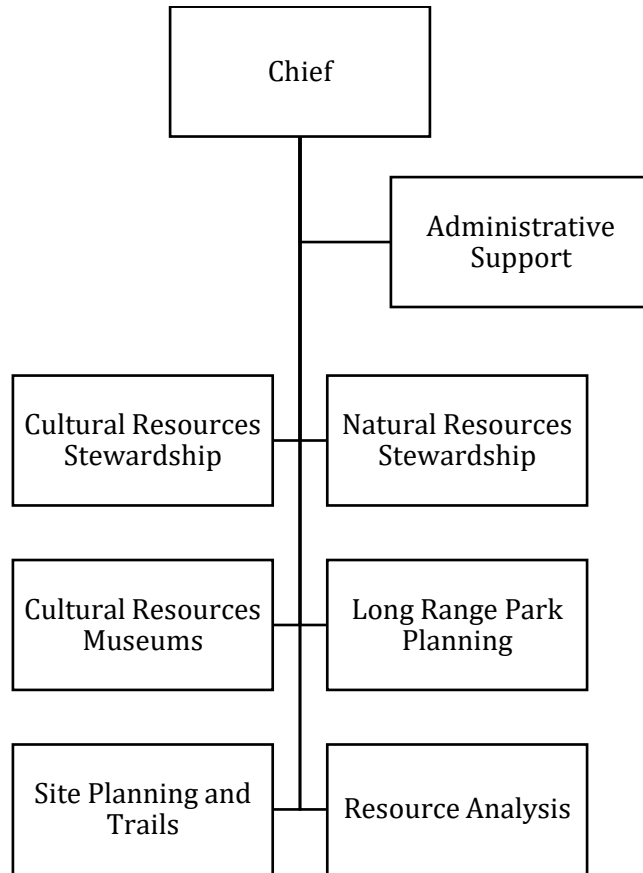 Chief
Administrative
Support
Cultural Resources
Stewardship
Natural Resources
Stewardship
Cultural Resources
Museums
Long Range Park
Planning
Site Planning and
Trails
Resource Analysis